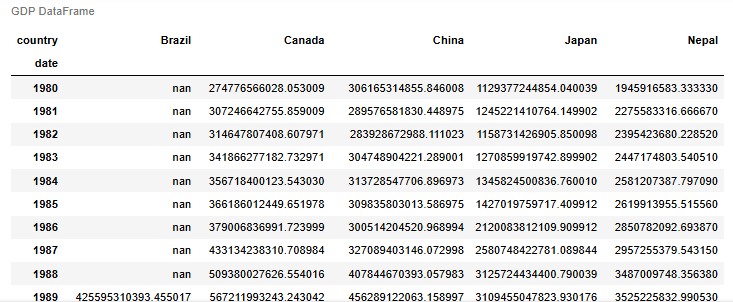 GDP DataFrame
country Brazil Canada China Japan Nepal
date
1980 nan 274776566028.053009 306165314855.846008 1129377244854.040039 1945916583.333330
1981 nan 307246642755.859009 289576581830.448975 1245221410764.149902 2275583316.666670
1982 nan 314647807408.607971 283928672988.111023 1158731426905.850098 2395423680.228520
1983 nan 341866277182.732971 304748904221.289001 1270859919742.899902 2447174803.540510
1984 nan 356718400123.543030 313728547706.896973 1345824500836.760010 2581207387.797090
1985 nan 366186012449.651978 309835803013.586975 1427019759717.409912 2619913955.515560
1986 nan 379006836991.723999 300514204520.968994 2120083812109.909912 2850782092.693870
1987 nan 433134238310.708984 327089403146.072998 2580748422781.089844 2957255379.543150
1988 nan 509380027626.554016 407844670393.057983 3125724434400.790039 3487009748.356380
1989 425595310393.455017 567211993243.243042 456289122063.158997 3109455047823.930176 3525225832.990530